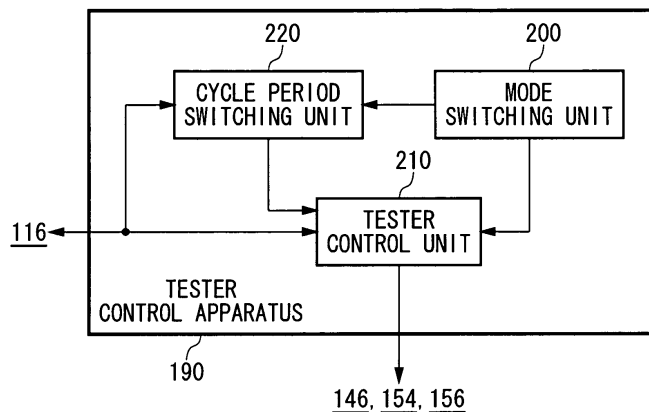 220
200
CYCLE PERIOD
SWITCHING UNIT
MODE
SWITCHING UNIT
210
TESTER
CONTROL UNIT
116
TESTER
CONTROL APPARATUS
190
146, 154, 156